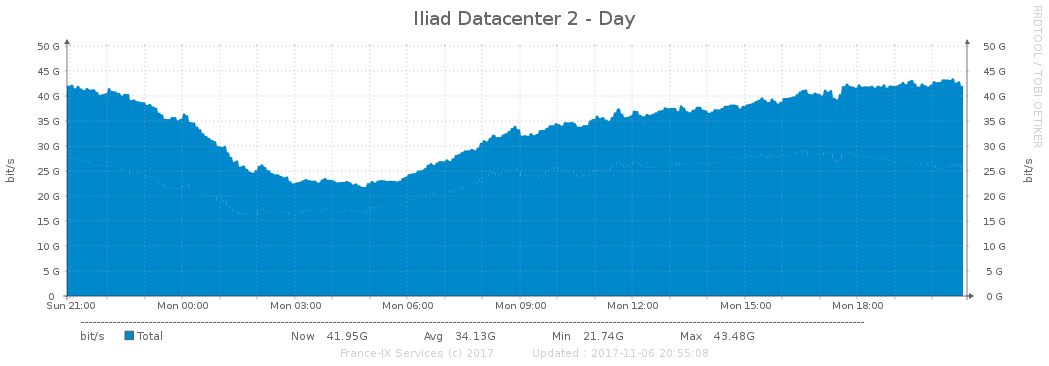 Iliad Datacenter 2 - Day
RRDTOOL / TOBI OETIKER
50 G 50 G
45 G 45 G
40 G 40 G
35 G 35 G
30 G 30 G
25 G 25 G
20 G 20 G
15 G 15 G
10 G 10 G
5 G 5 G
0 0 G
bit/s
bit/s
Sun 21:00 Mon 00:00 Mon 03:00 Mon 06:00 Mon 09:00 Mon 12:00 Mon 15:00 Mon 18:00
bit/s Total Now 41.95G Avg 34.13G Min 21.74G Max 43.48G
France-IX Services (c) 2017 Updated : 2017-11-06 20:55:08